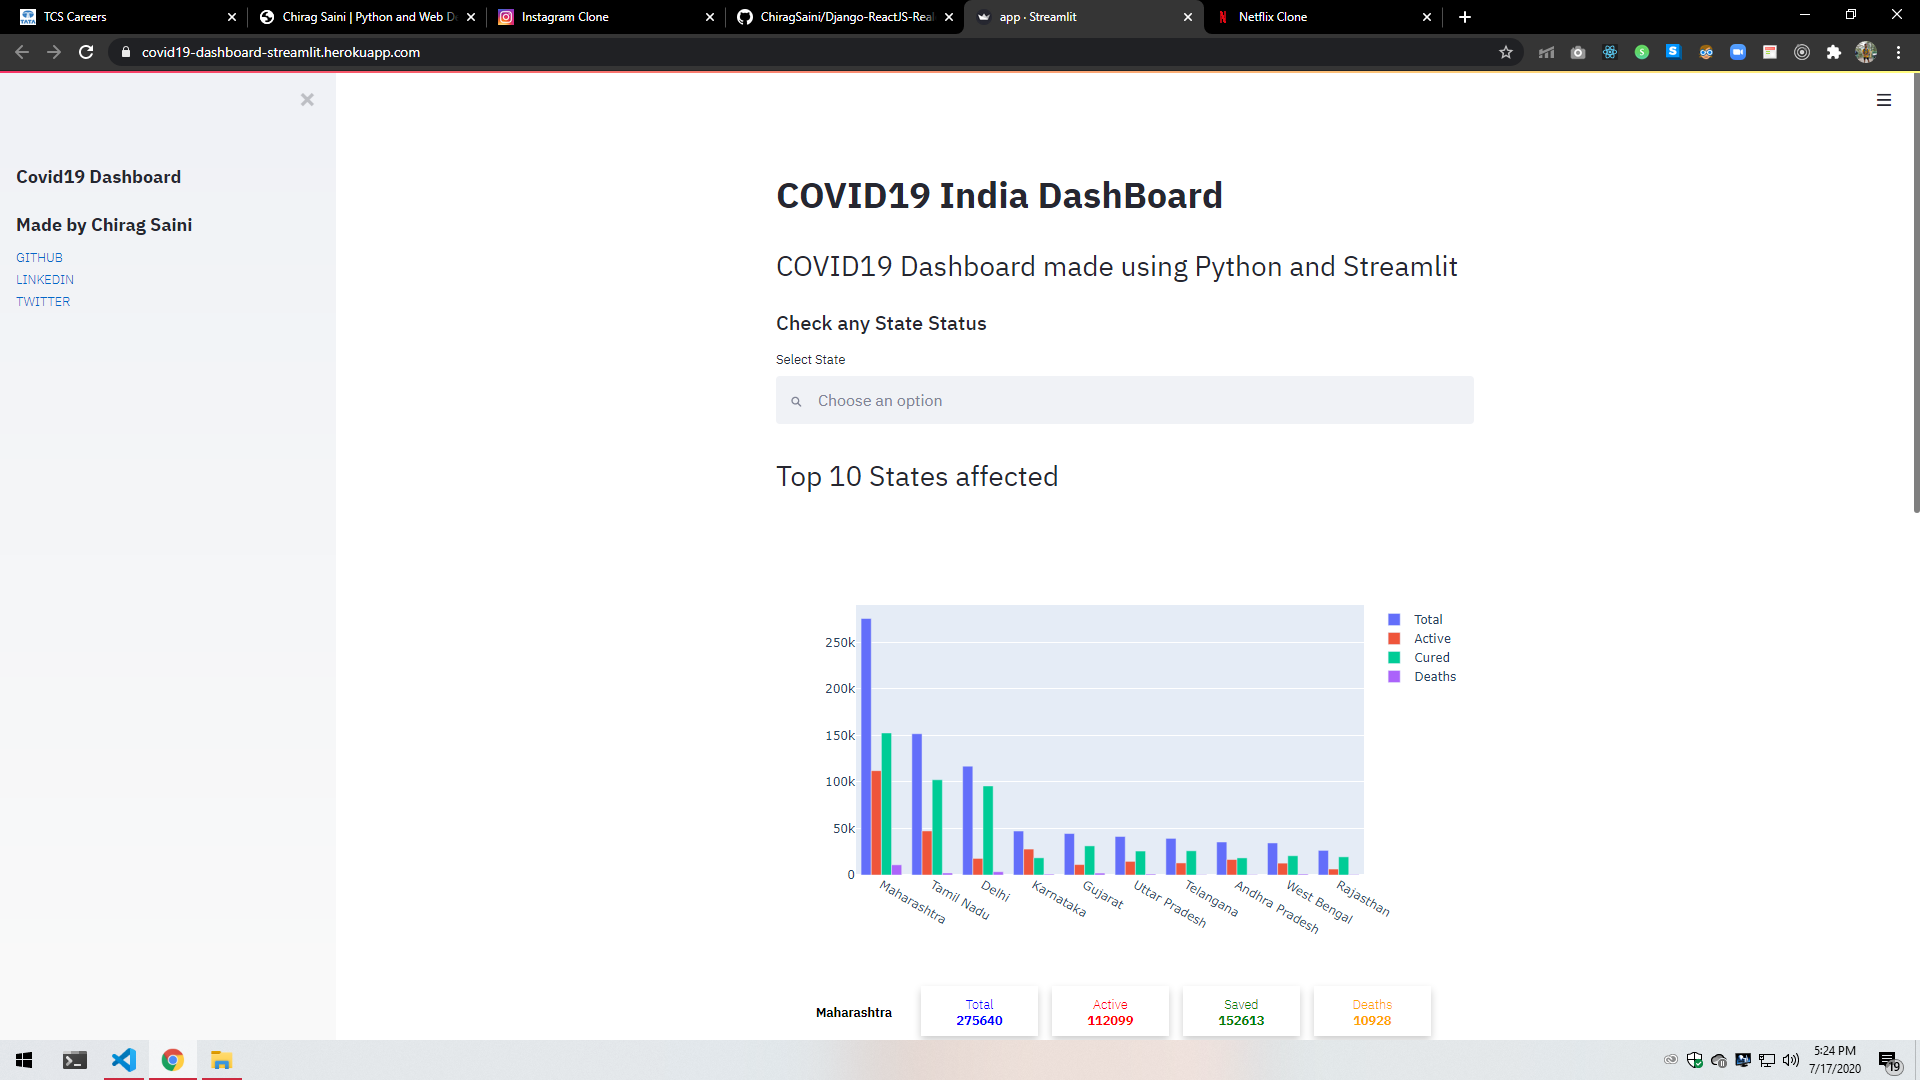 TCS Careers
Chirag Saini | Python and Web De
Instagram Clone
ChiragSaini/Django-ReactJS-Real
app · Streamlit
Netflix Clone
covid19-dashboard-streamlit.herokuapp.com
Covid19 Dashboard
Made by Chirag Saini
GITHUB
LINKEDIN
TWITTER
COVID19 India DashBoard
COVID19 Dashboard made using Python and Streamlit
Check any State Status
Select State
Choose an option
Top 10 States affected
250k
200k
150k
100k
50k
0
Maharashtra
Tamil Nadu
Delhi
Karnataka
Gujarat
Uttar Pradesh
Telangana
Andhra Pradesh
West Bengal
Rajasthan
Total
Active
Cured
Deaths
Maharashtra
Total
275640
Active
112099
Saved
152613
Deaths
10928
5:24 PM
7/17/2020
19